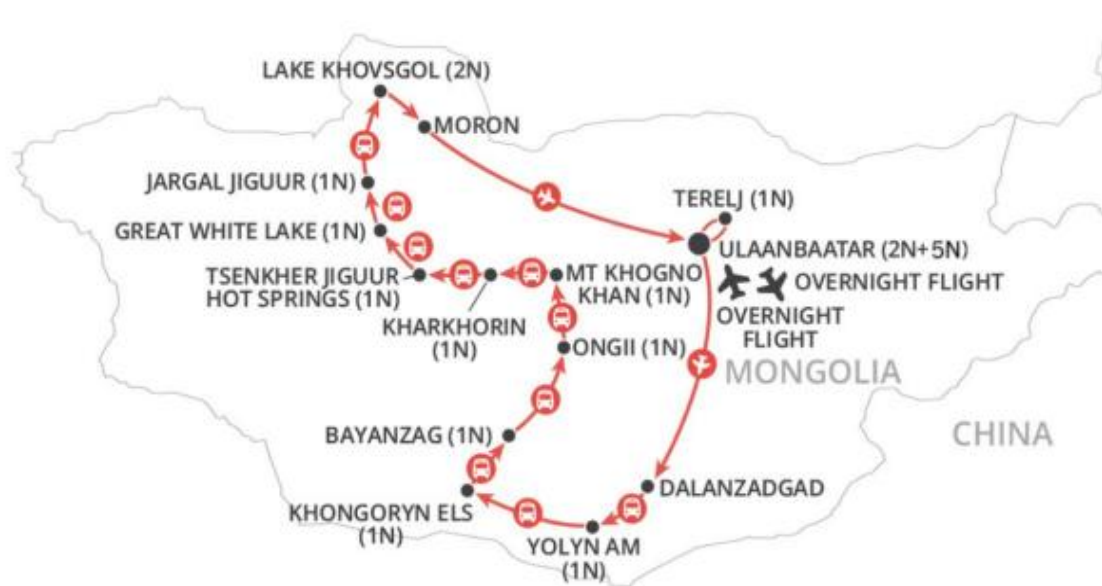 LAKE KHOVSGOL (2N)
MORON
JARGAL JIGUUR (1N)
TERELJ (1N)
GREAT WHITE LAKE (1N)
ULAANBAATAR (2N+5N)
TSENKHER JIGUUR
HOT SPRINGS (1N)
MT KHOGNO
KHAN (1N)
OVERNIGHT FLIGHT
OVERNIGHT
FLIGHT
KHARKHORIN
(1N)
ONGII (1N)
MONGOLIA
BAYANZAG (1N)
CHINA
DALANZADGAD
KHONGORYN ELS
(1N)
YOLYN AM
(1N)